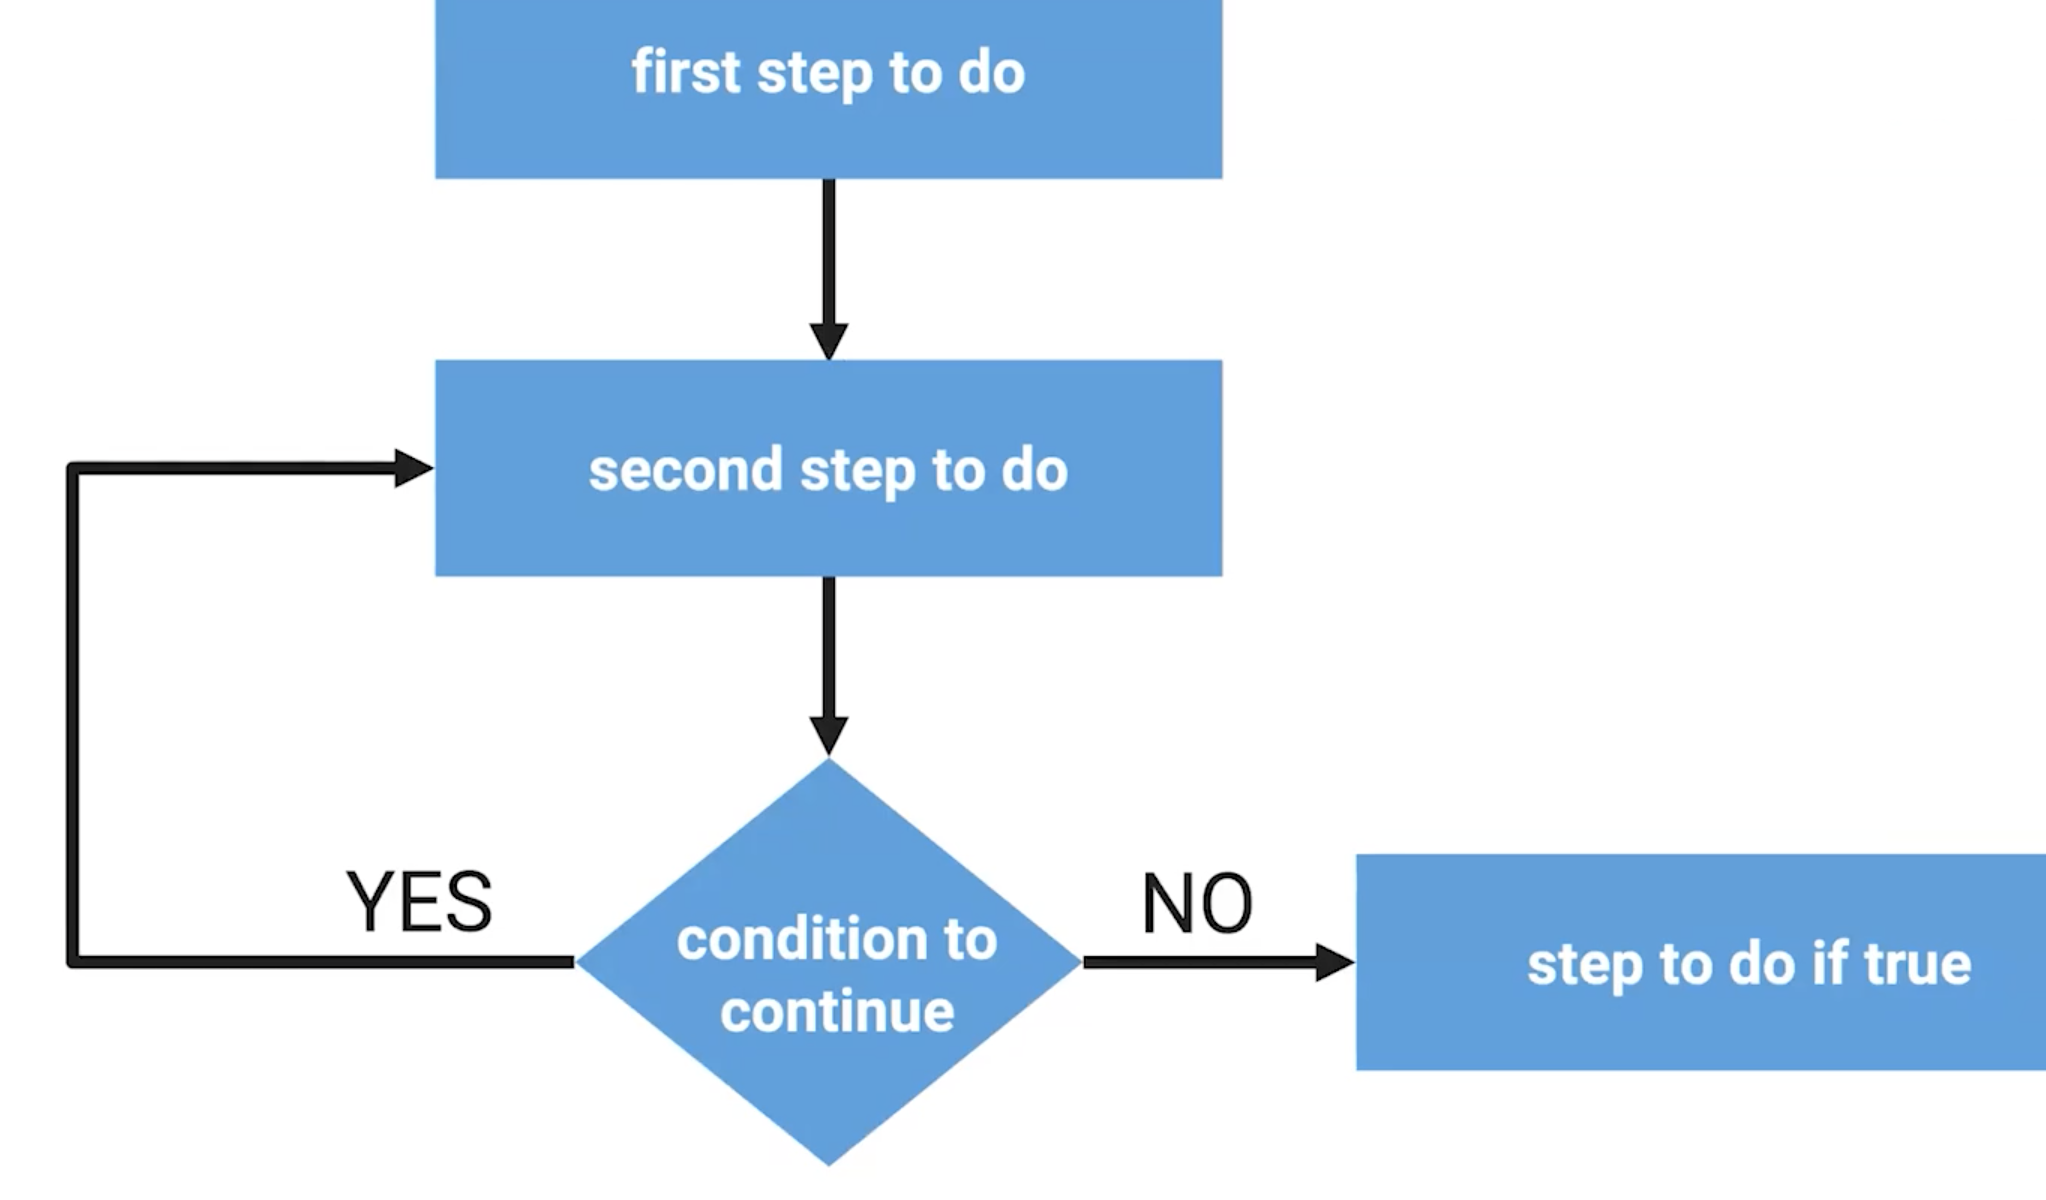 first step to do
second step to do
YES
condition to
continue
NO
step to do if true